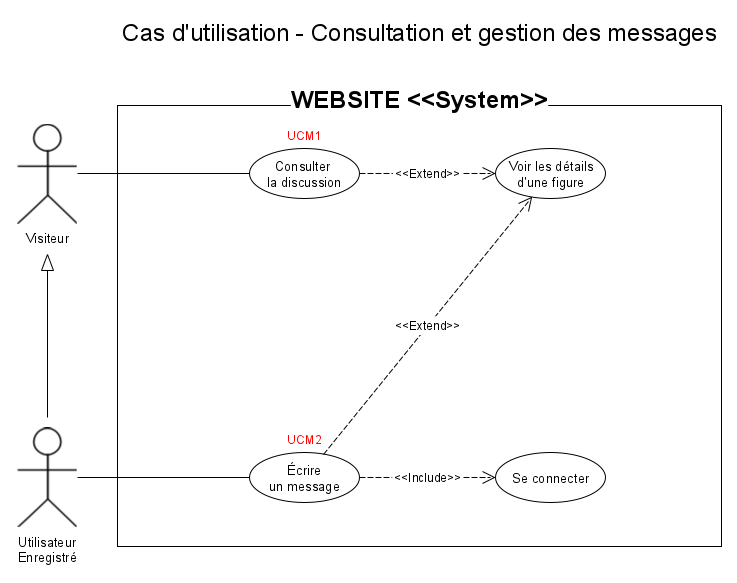 Cas d'utilisation - Consultation et gestion des messages
WEBSITE <<System>>
UCM1
Consulter
la discussion
<<Extend>>
Voir les détails
d'une figure
Visiteur
<<Extend>>
UCM2
Écrire
un message
<<Include>>
Se connecter
Utilisateur
Enregistré